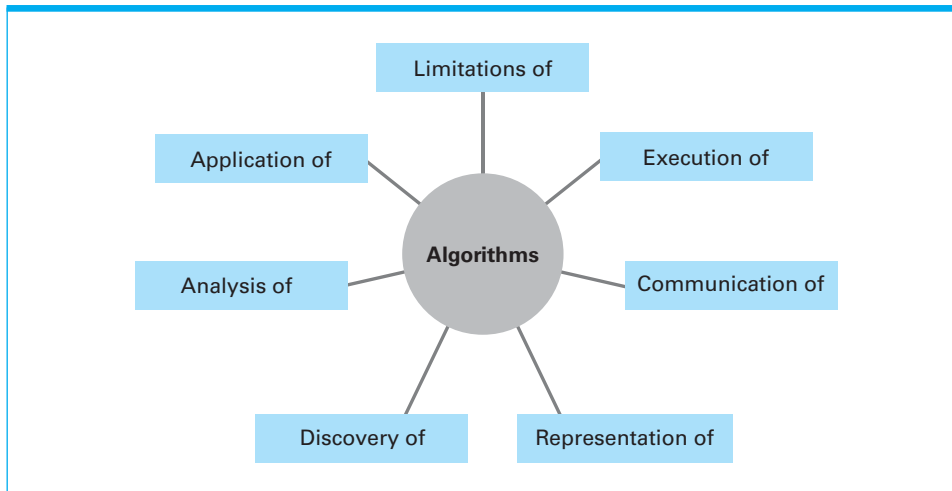 Limitations of
Application of
Execution of
Algorithms
Analysis of
Communication of
Discovery of
Representation of